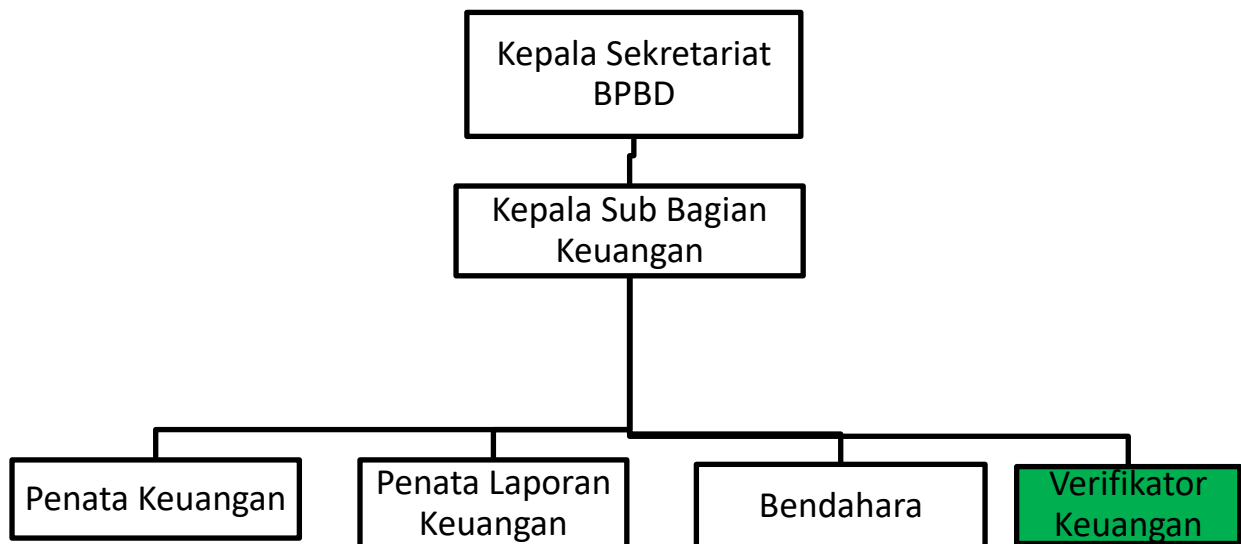 Kepala Sekretariat
BPBD
Kepala Sub Bagian
Keuangan
Penata Keuangan
Penata Laporan
Keuangan
Bendahara
Verifikator
Keuangan